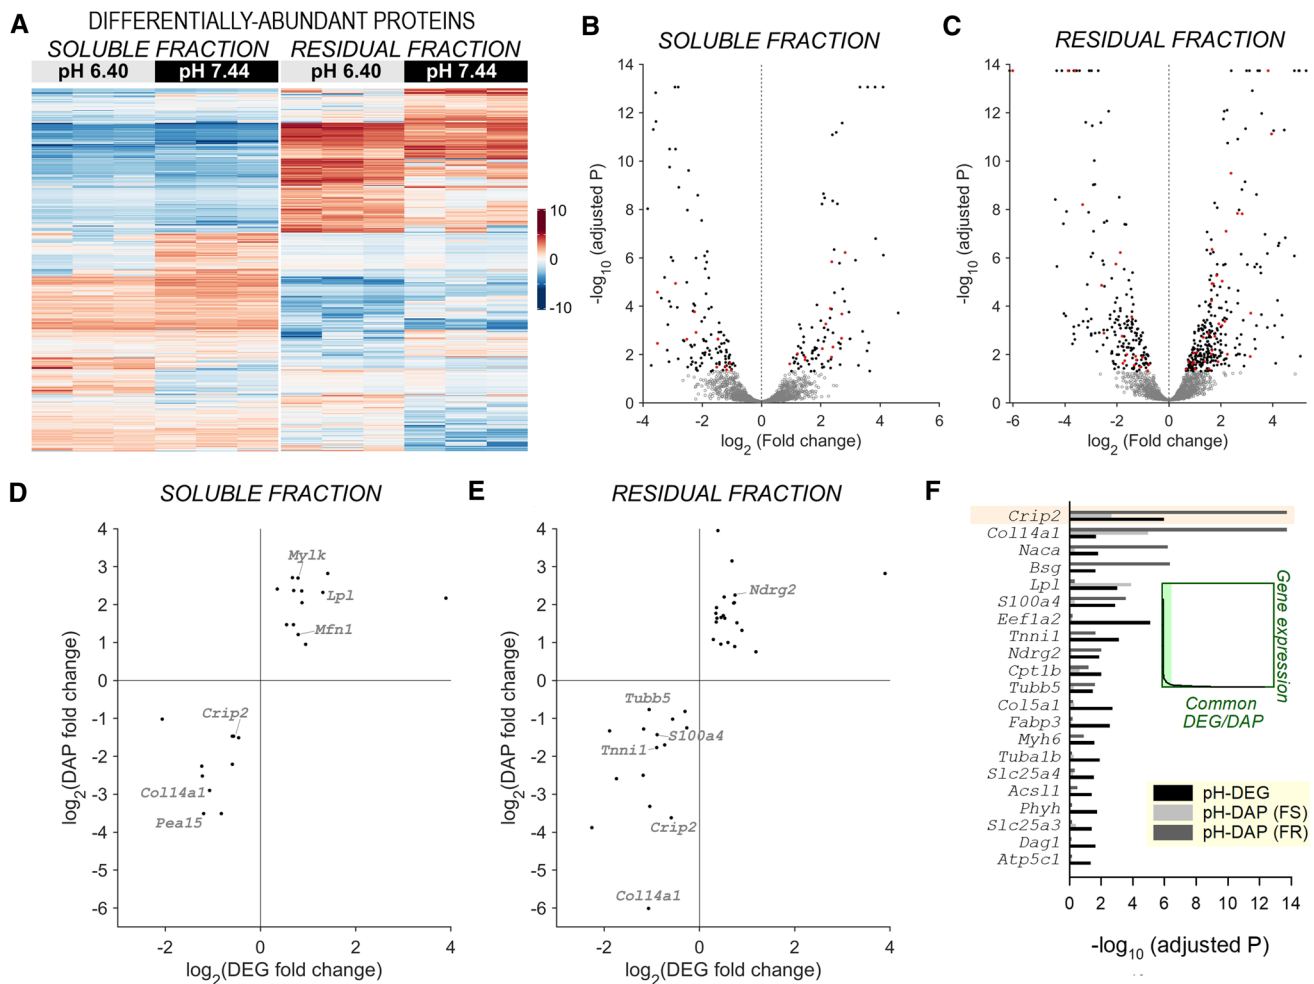 A
DIFFERENTIALLY-ABUNDANT PROTEINS
SOLUBLE FRACTION RESIDUAL FRACTION
pH 6.40 pH 7.44 pH 6.40 pH 7.44
10
0
-10
B
SOLUBLE FRACTION
-log10 (adjusted P)
14
12
10
8
6
4
2
0
-4 -2 0 2 4 6
log2 (Fold change)
C
RESIDUAL FRACTION
-log10 (adjusted P)
14
12
10
8
6
4
2
0
-6 -4 -2 0 2 4
log2 (Fold change)
D
SOLUBLE FRACTION
log2(DAP fold change)
4
3
2
1
0
-1
-2
-3
-4
-5
-6
Mylk
Lpl
Mfn1
Crip2
Col14a1
Pea15
-2 0 2 4
log2(DEG fold change)
E
RESIDUAL FRACTION
log2(DAP fold change)
4
3
2
1
0
-1
-2
-3
-4
-5
-6
Ndrg2
Tubb5
S100a4
Tnni1
Crip2
Col14a1
-2 0 2 4
log2(DEG fold change)
F
Crip2
Col14a1
Naca
Bsg
Lpl
S100a4
Eef1a2
Tnni1
Ndrg2
Cpt1b
Tubb5
Col5a1
Fabp3
Myh6
Tuba1b
Slc25a4
Acsl1
Phyh
Slc25a3
Dag1
Atp5c1
Gene expression
Common
DEG/DAP
pH-DEG
pH-DAP (FS)
pH-DAP (FR)
0 2 4 6 8 10 12 14
-log10 (adjusted P)